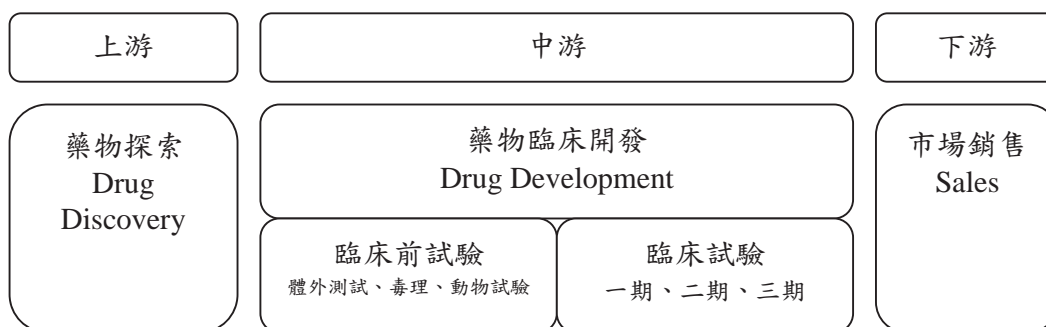 上游
中游
下游
藥物探索
Drug
Discovery
藥物臨床開發
Drug Development
市場銷售
Sales
臨床前試驗
體外測試、毒理、動物試驗
臨床試驗
一期、二期、三期